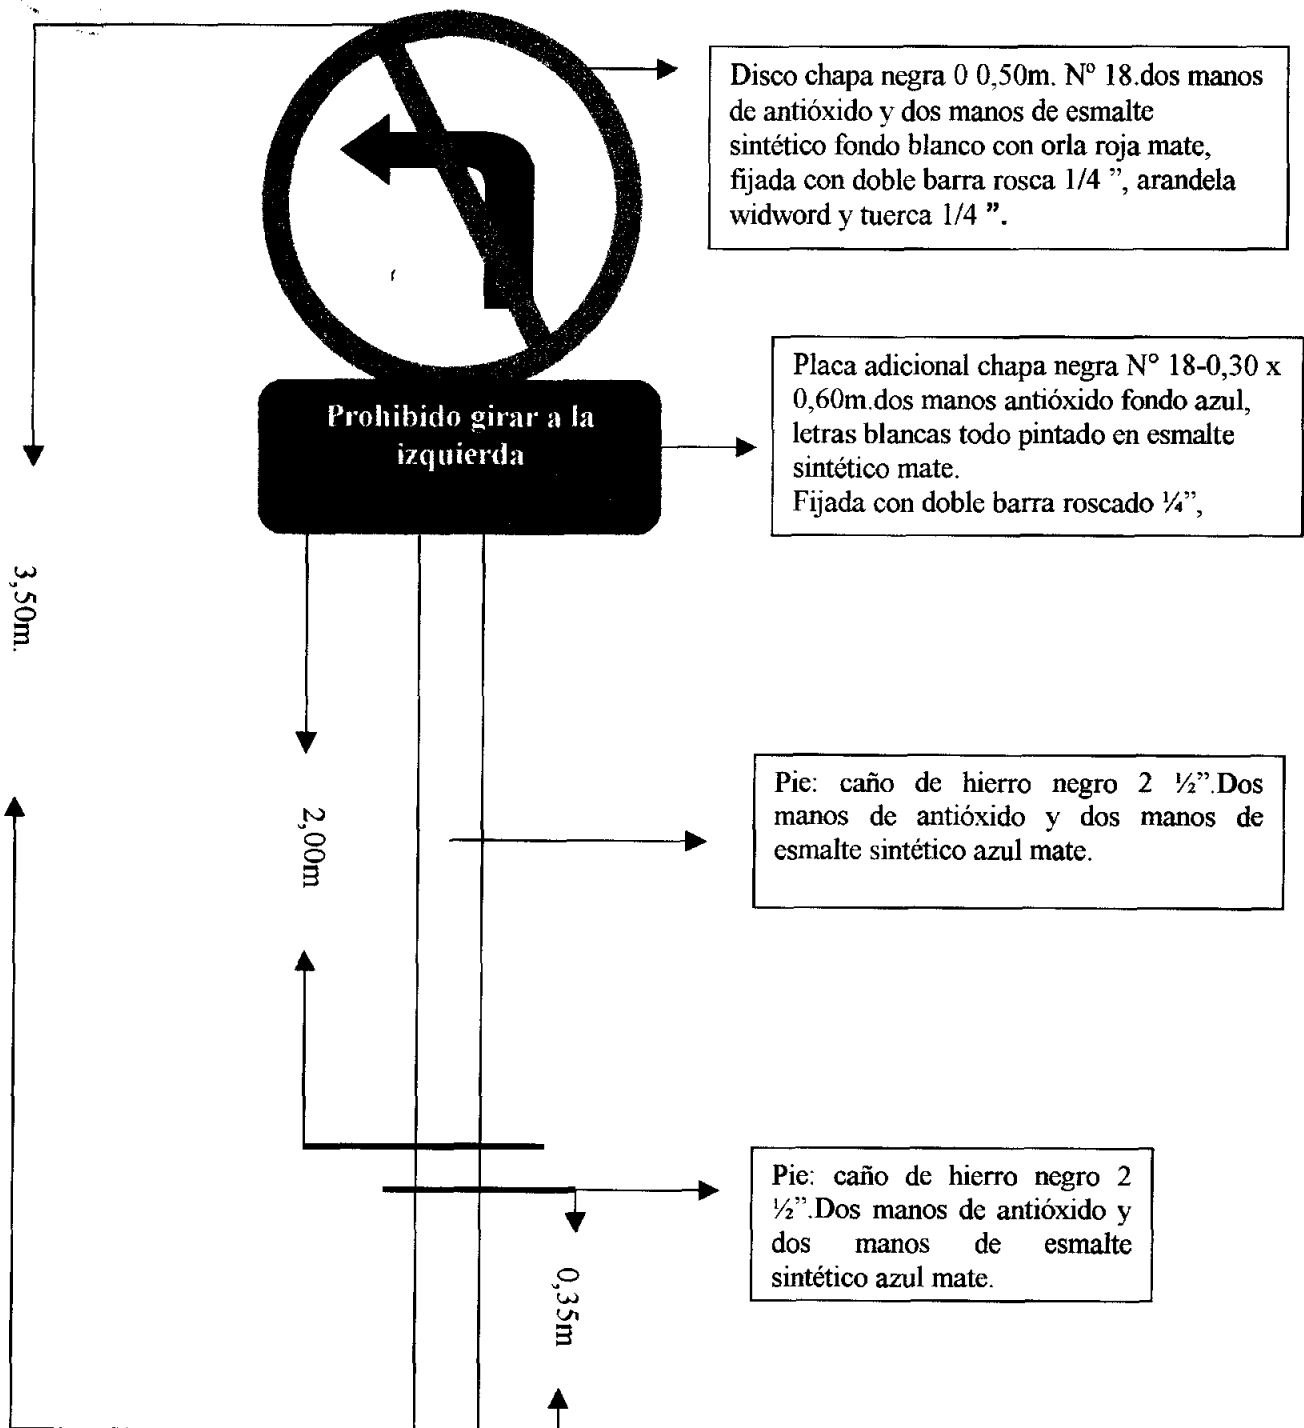 Disco chapa negra 0 0,50m. Nº 18.dos manos
de antióxido y dos manos de esmalte
sintético fondo blanco con orla roja mate,
fijada con doble barra rosca 1/4 ”, arandela
widword y tuerca 1/4 ”.
Prohibido girar a la
izquierda
Placa adicional chapa negra N° 18-0,30 x
0,60m.dos manos antióxido fondo azul,
letras blancas todo pintado en esmalte
sintético mate.
Fijada con doble barra roscado ¼”,
3,50m.
2,00m
Pie: caño de hierro negro 2 ½”.Dos
manos de antióxido y dos manos de
esmalte sintético azul mate.
Pie: caño de hierro negro 2
½”.Dos manos de antióxido y
dos manos de esmalte
sintético azul mate.
0,35m